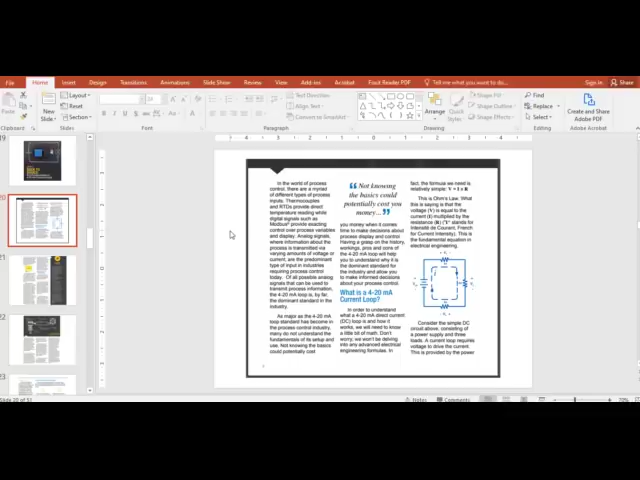 File
Home
Insert
Design
Transitions
Animations
Slide Show
Review
View
Add-ins
Acrobat
Foxit Reader PDF
Tell me what you want to do...
Sign in
Share
Paste
New
Slide
Layout
Reset
Section
Text Direction
Align Text
Arrange
Quick
Styles
Shape Fill
Shape Outline
Shape Effects
Find
Replace
Select
Create and Share
Adobe PDF
Clipboard
Slides
Font
Paragraph
Drawing
Editing
Adobe Acrobat
In the world of process
control, there are a myriad
of different types of process
inputs. Thermocouples
and RTDs provide direct
temperature reading while
digital signals such as
Modbus® provide exacting
control over process variables
and display. Analog signals,
where information about the
process is transmitted via
varying amounts of voltage or
current, are the predominant
type of input in industries
requiring process control
today. Of all possible analog
signals that can be used to
transmit process information,
the 4-20 mA loop is, by far,
the dominant standard in the
industry.
As major as the 4-20 mA
loop standard has become in
the process control industry,
many do not understand the
fundamentals of its setup and
use. Not knowing the basics
could potentially cost
“Not knowing
the basics could
potentially cost you
money...”
you money when it comes
time to make decisions about
process display and control.
Having a grasp on the history,
workings, pros and cons of
the 4-20 mA loop will help
you to understand why it is
the dominant standard for
the industry and allow you
to make informed decisions
about your process control.
What is a 4-20 mA
Current Loop?
In order to understand
what a 4-20 mA direct current
(DC) loop is and how it
works, we will need to know
a little bit of math. Don't
worry, we won't be delving
into any advanced electrical
engineering formulas. In
fact, the formula we need is
relatively simple: V = I x R
This is Ohm's Law. What
this is saying is that the
voltage (V) is equal to the
current (I) multiplied by the
resistance (R) ("I" stands for
Intensité de Courant, French
for Current Intensity). This is
the fundamental equation in
electrical engineering.
Consider the simple DC
circuit above, consisting of
a power supply and three
loads. A current loop requires
voltage to drive the current.
This is provided by the power
19
20
21
22
23
Slide 20 of 51
Notes
Comments
70%